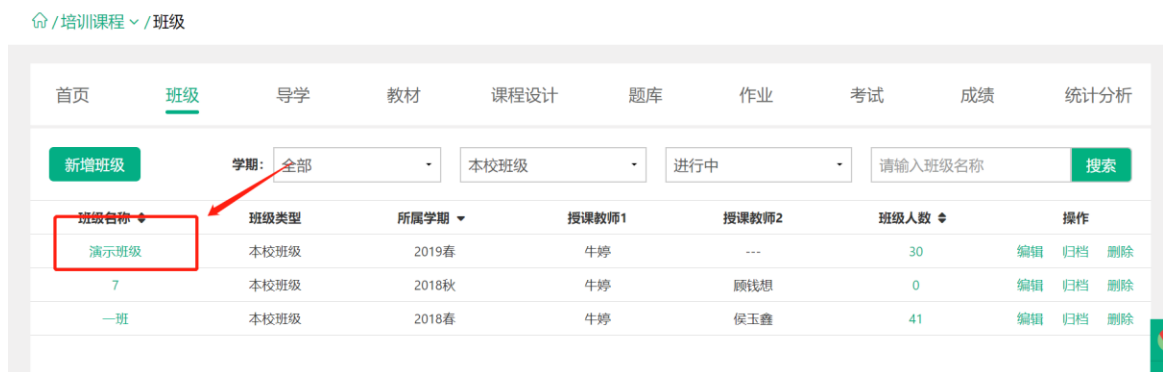 /培训课程 /班级
首页 班级 导学 教材 课程设计 题库 作业 考试 成绩 统计分析
新增班级 学期： 全部 本校班级 进行中 请输入班级名称 搜索
班级名称 班级类型 所属学期 授课教师1 授课教师2 班级人数 操作
演示班级 本校班级 2019春 牛婷 --- 30 编辑 归档 删除
7 本校班级 2018秋 牛婷 顾钱想 0 编辑 归档 删除
一班 本校班级 2018春 牛婷 侯玉鑫 41 编辑 归档 删除